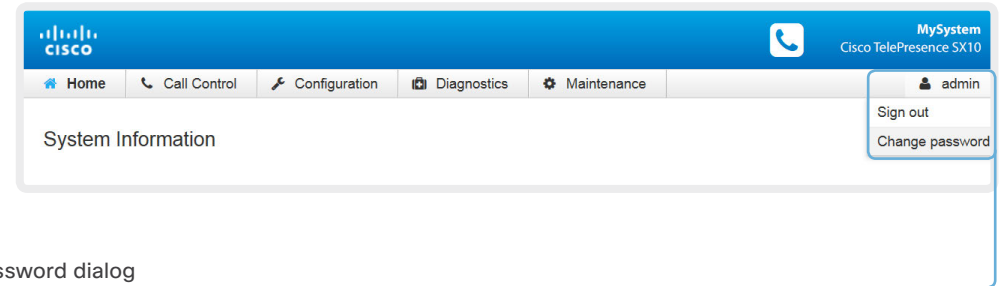 CISCO
MySystem
Cisco TelePresence SX10
Home Call Control Configuration Diagnostics Maintenance admin
Sign out
System Information
Change password
dialog